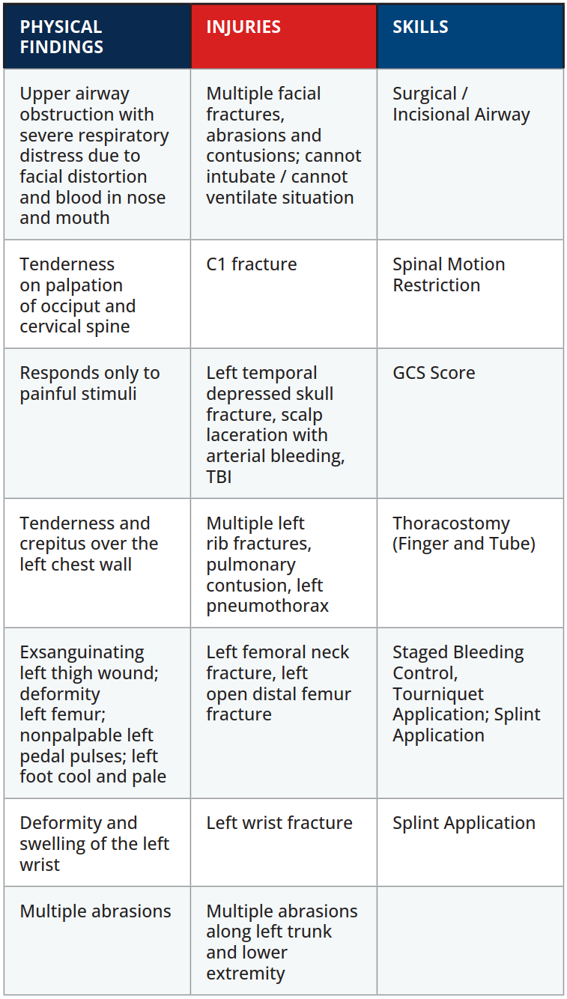 PHYSICAL
FINDINGS
INJURIES
SKILLS
Upper airway
obstruction with
severe respiratory
distress due to
facial distortion
and blood in nose
and mouth
Multiple facial
fractures,
abrasions and
contusions; cannot
intubate / cannot
ventilate situation
Surgical /
Incisional Airway
Tenderness
on palpation
of occiput and
cervical spine
C1 fracture
Spinal Motion
Restriction
Responds only to
painful stimuli
Left temporal
depressed skull
fracture, scalp
laceration with
arterial bleeding,
TBI
GCS Score
Tenderness and
crepitus over the
left chest wall
Multiple left
rib fractures,
pulmonary
contusion, left
pneumothorax
Thoracostomy
(Finger and Tube)
Exsanguinating
left thigh wound;
deformity
left femur;
nonpalpable left
pedal pulses; left
foot cool and pale
Left femoral neck
fracture, left
open distal femur
fracture
Staged Bleeding
Control,
Tourniquet
Application; Splint
Application
Deformity and
swelling of the left
wrist
Left wrist fracture
Splint Application
Multiple abrasions
Multiple abrasions
along left trunk
and lower
extremity